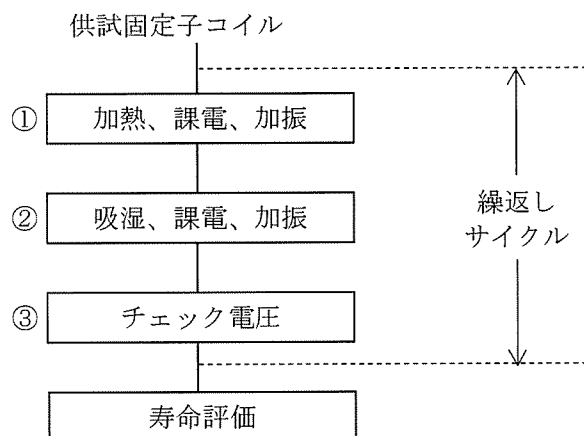 供試固定子コイル
① 加熱、課電、加振
② 吸湿、課電、加振
繰返し
サイクル
③ チェック電圧
寿命評価